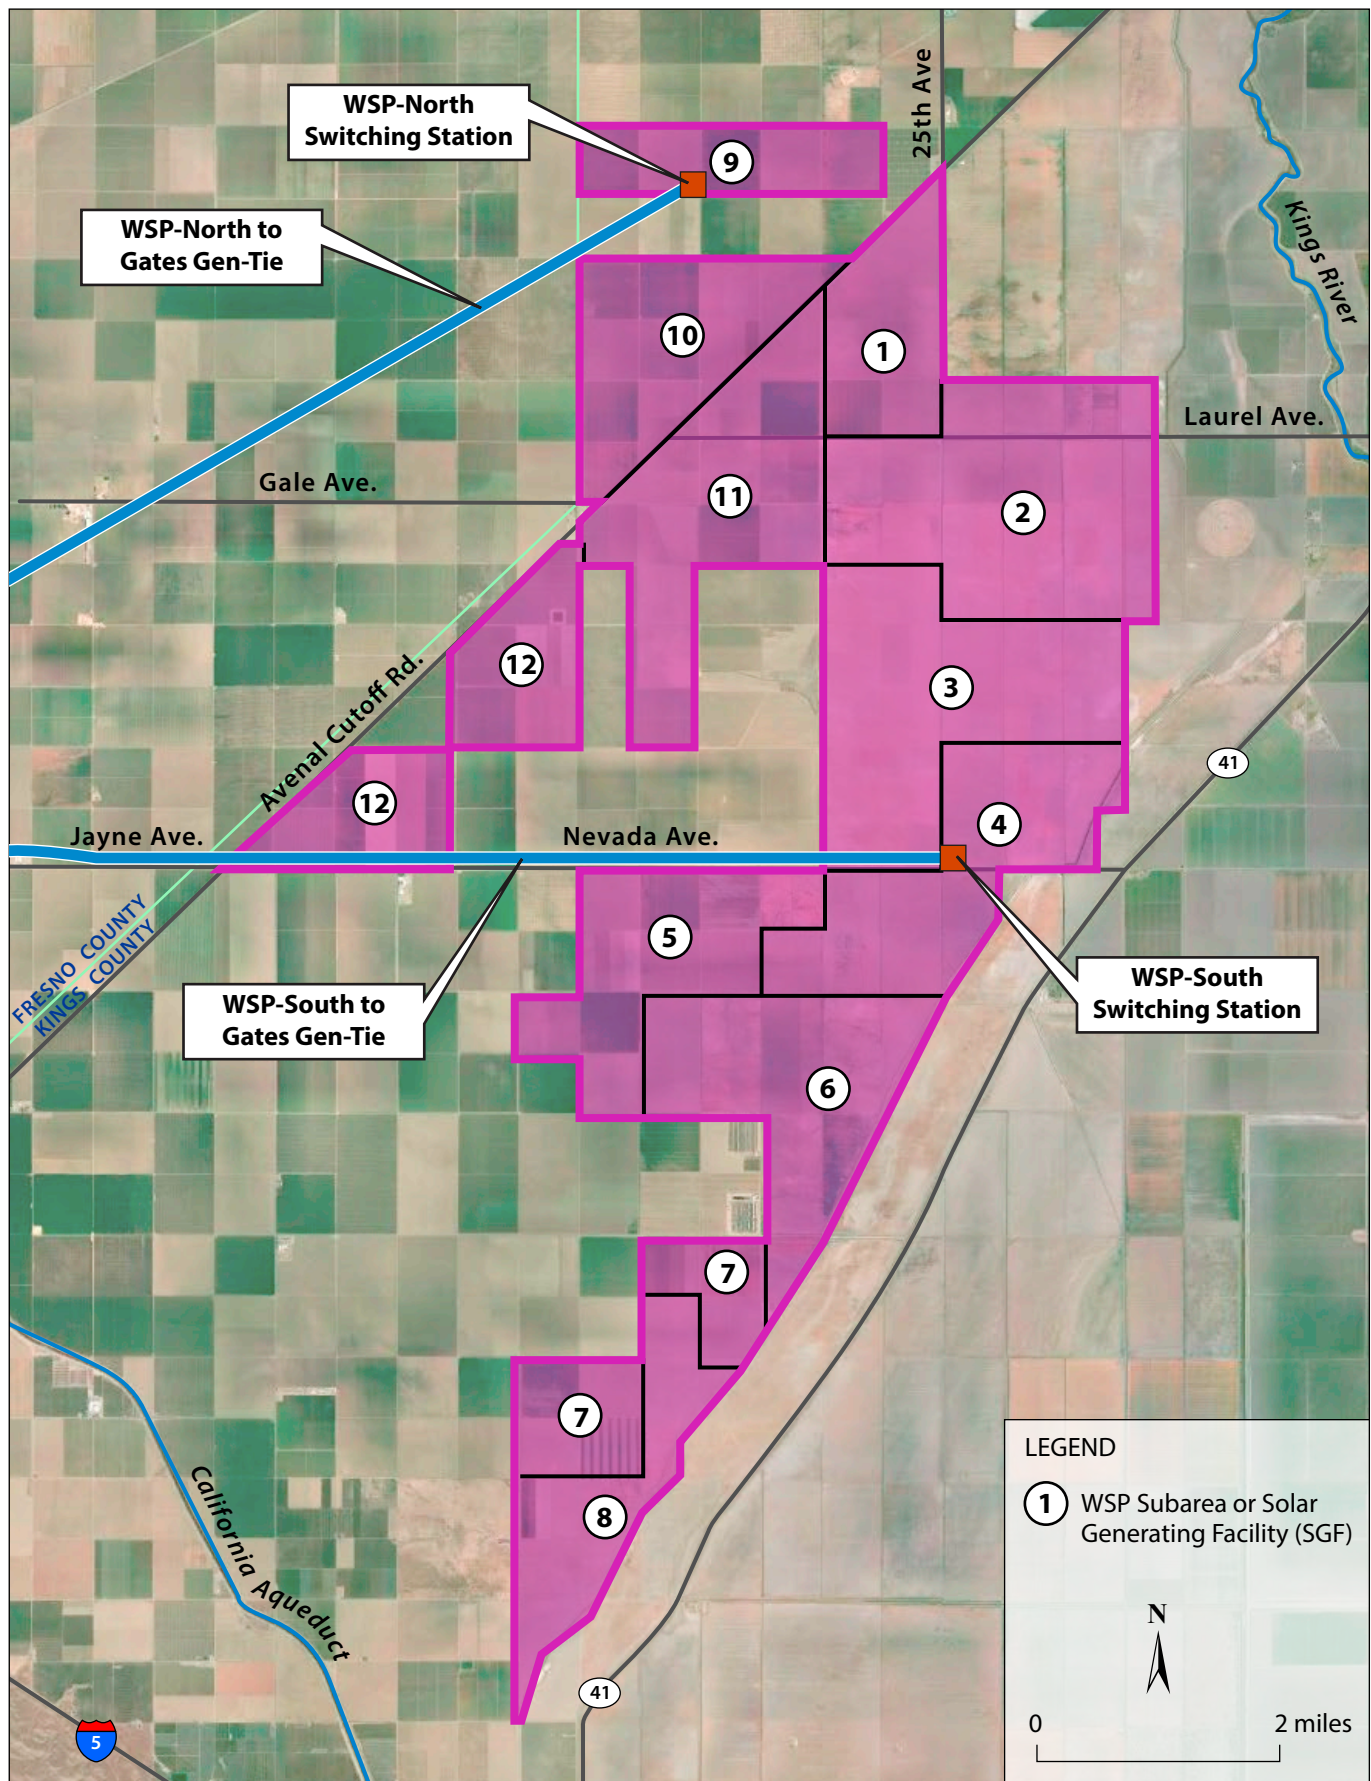 25th Ave
WSP-North
Switching Station
9
WSP-North to
Gates Gen-Tie
Kings River
10
1
Laurel Ave.
Gale Ave.
11
2
12
3
Avenal Cutoff Rd.
41
12
4
Jayne Ave.
Nevada Ave.
5
FRESNO COUNTY
KINGS COUNTY
WSP-South to
Gates Gen-Tie
WSP-South
Switching Station
6
7
7
8
California Aqueduct
41
5
LEGEND
1 WSP Subarea or Solar
Generating Facility (SGF)
N
0 2 miles